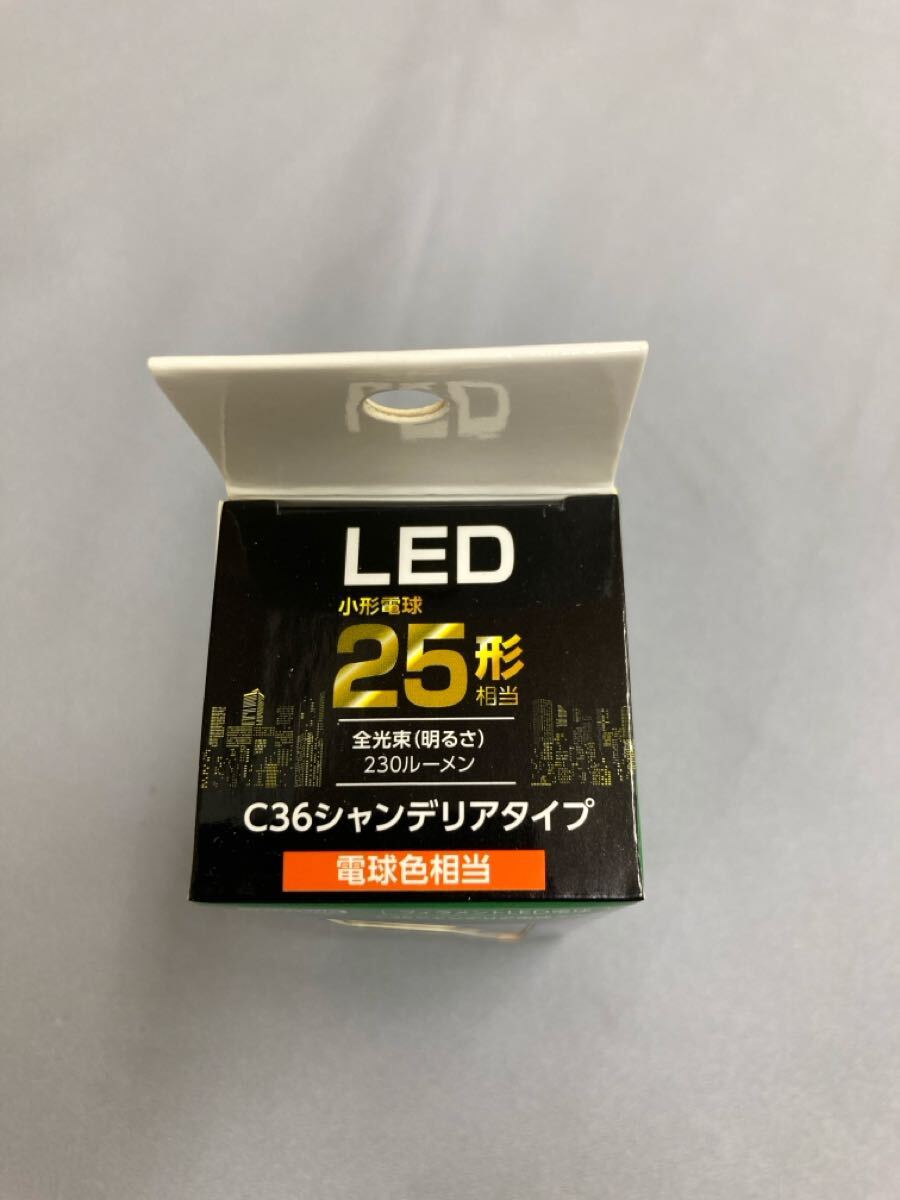 LED
小形電球
25形
相当
全光束(明るさ)
230ルーメン
C36シャンデリアタイプ
電球色相当